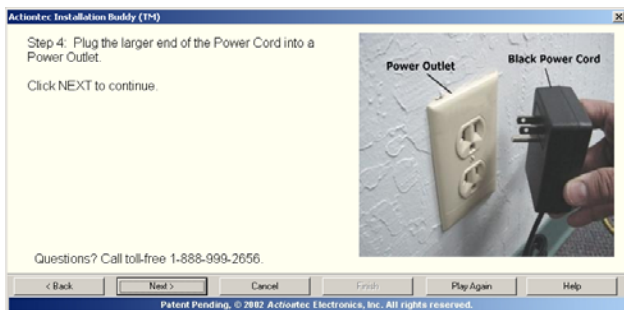 Actiontec Installation Buddy (TM)
Step 4: Plug the larger end of the Power Cord into a
Power Outlet.
Click NEXT to continue.
Power Outlet
Black Power Cord
Questions? Call toll-free 1-888-999-2656.
< Back Next > Cancel Finish Play Again Help
Patent Pending, © 2002 Actiontec Electronics, Inc. All rights reserved.